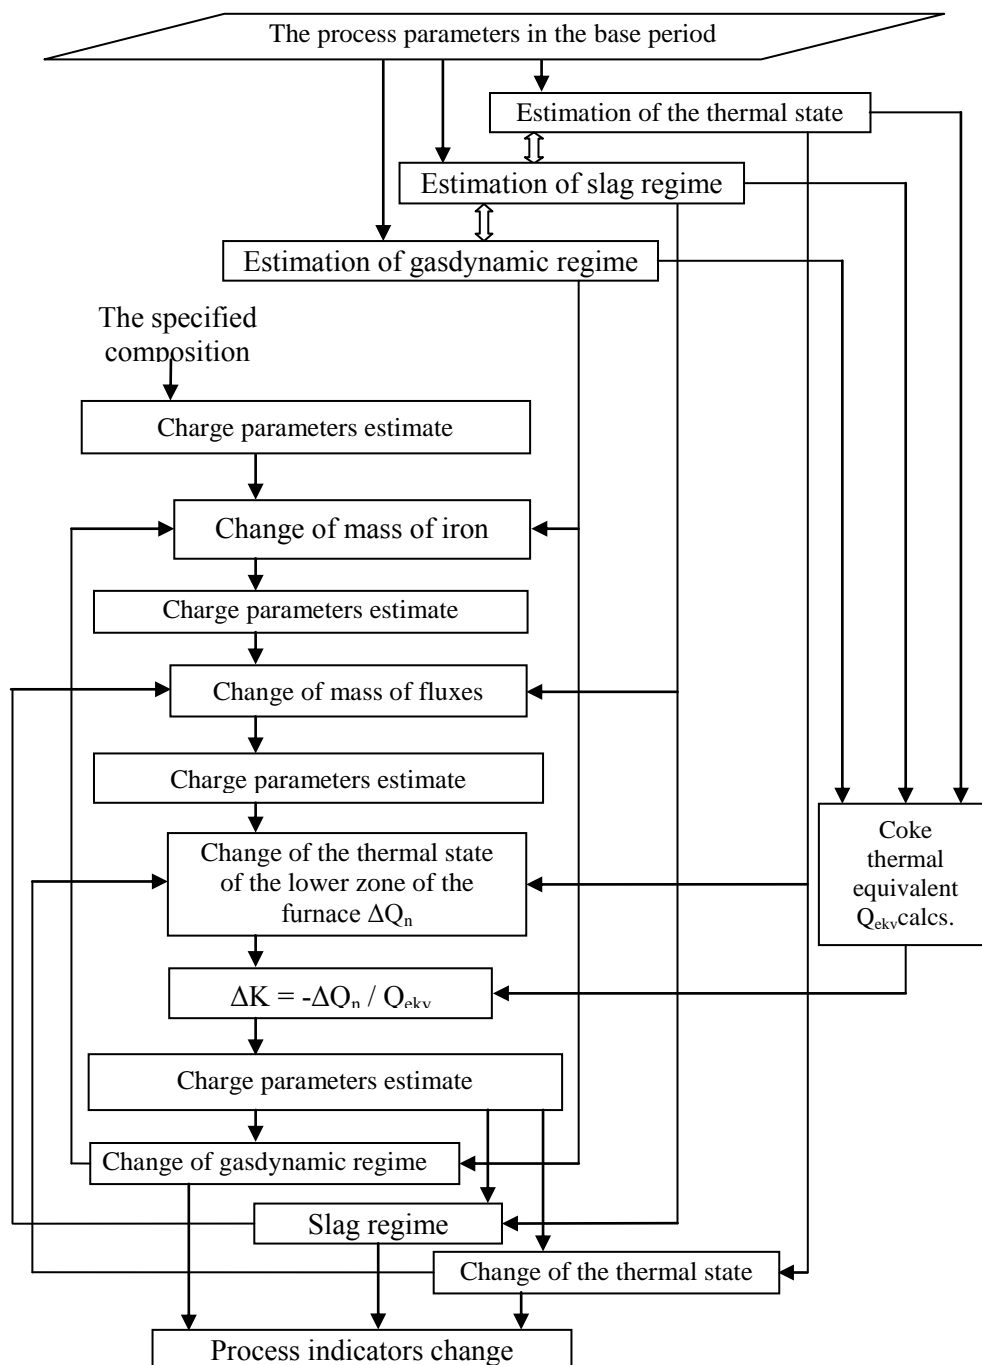 The process parameters in the base period
Estimation of the thermal state
Estimation of slag regime
Estimation of gasdynamic regime
The specified
composition
Charge parameters estimate
Change of mass of iron
Charge parameters estimate
Change of mass of fluxes
Charge parameters estimate
Change of the thermal state
of the lower zone of the
furnace ΔQₙ
Coke
thermal
equivalent
Qₑₖᵥcalcs.
ΔK = -ΔQₙ / Qₑₖᵥ
Charge parameters estimate
Change of gasdynamic regime
Slag regime
Change of the thermal state
Process indicators change